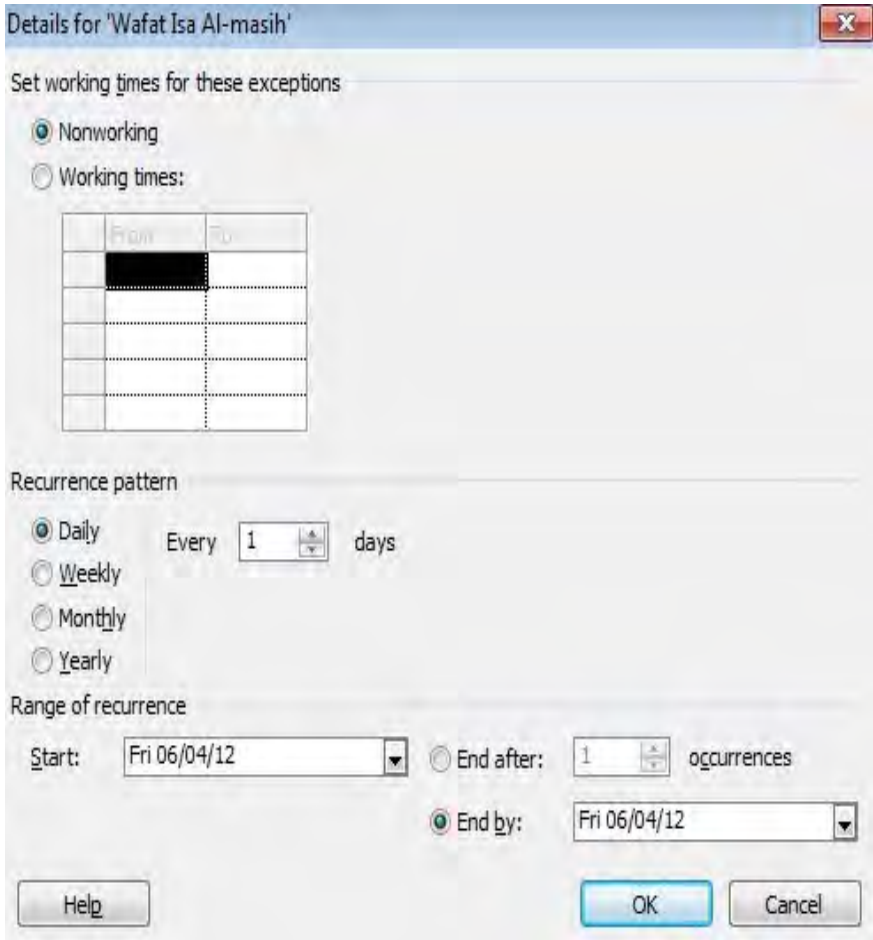 Details for 'Wafat Isa Al-masih'
Set working times for these exceptions
Nonworking
Working times:
From To
Recurrence pattern
Daily Every 1 days
Weekly
Monthly
Yearly
Range of recurrence
Start: Fri 06/04/12 End after: 1 occurrences
End by: Fri 06/04/12
Help OK Cancel